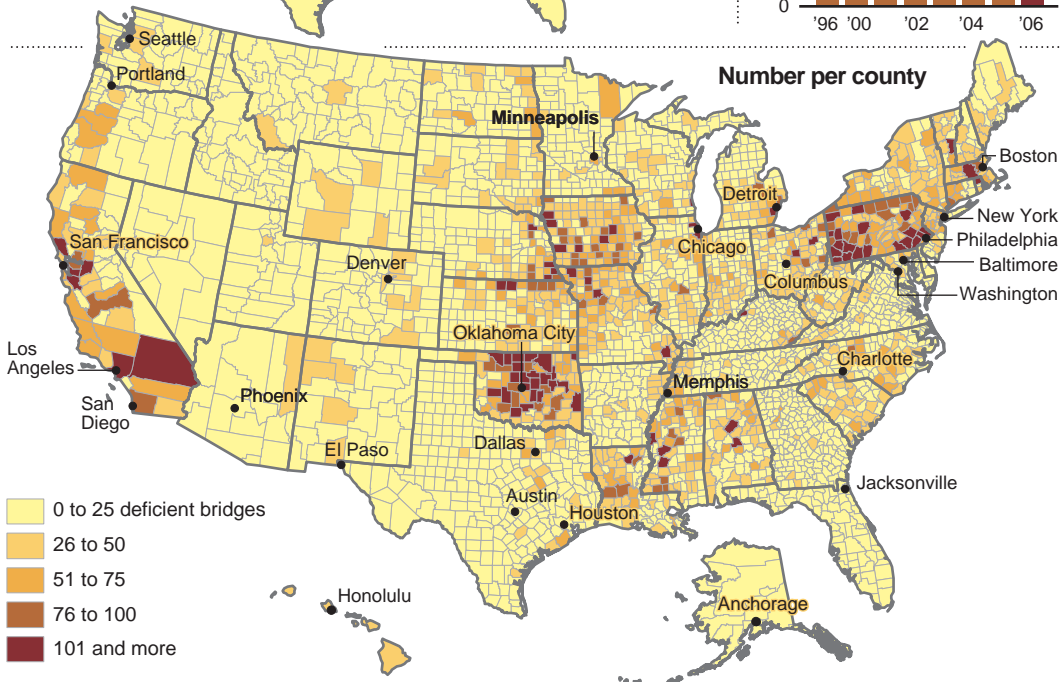 0
'96 '00 '02 '04 '06
Number per county
Seattle
Portland
Minneapolis
Boston
Detroit
New York
San Francisco
Chicago
Philadelphia
Denver
Baltimore
Columbus
Washington
Oklahoma City
Los
Angeles
Charlotte
Memphis
Phoenix
San
Diego
Dallas
El Paso
Jacksonville
Austin
Houston
0 to 25 deficient bridges
26 to 50
51 to 75
76 to 100
101 and more
Honolulu
Anchorage